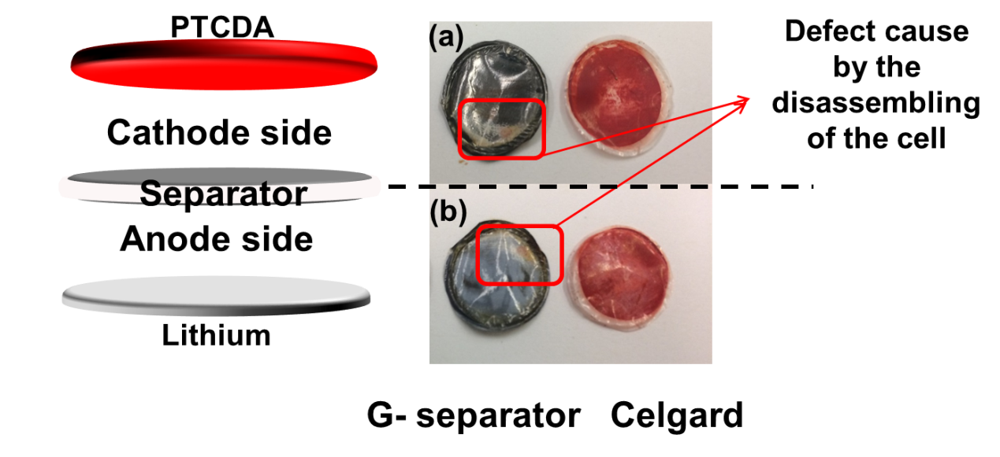 PTCDA
Cathode side
Separator
Anode side
Lithium
(a)
(b)
Defect cause
by the
disassembling
of the cell
G- separator Celgard